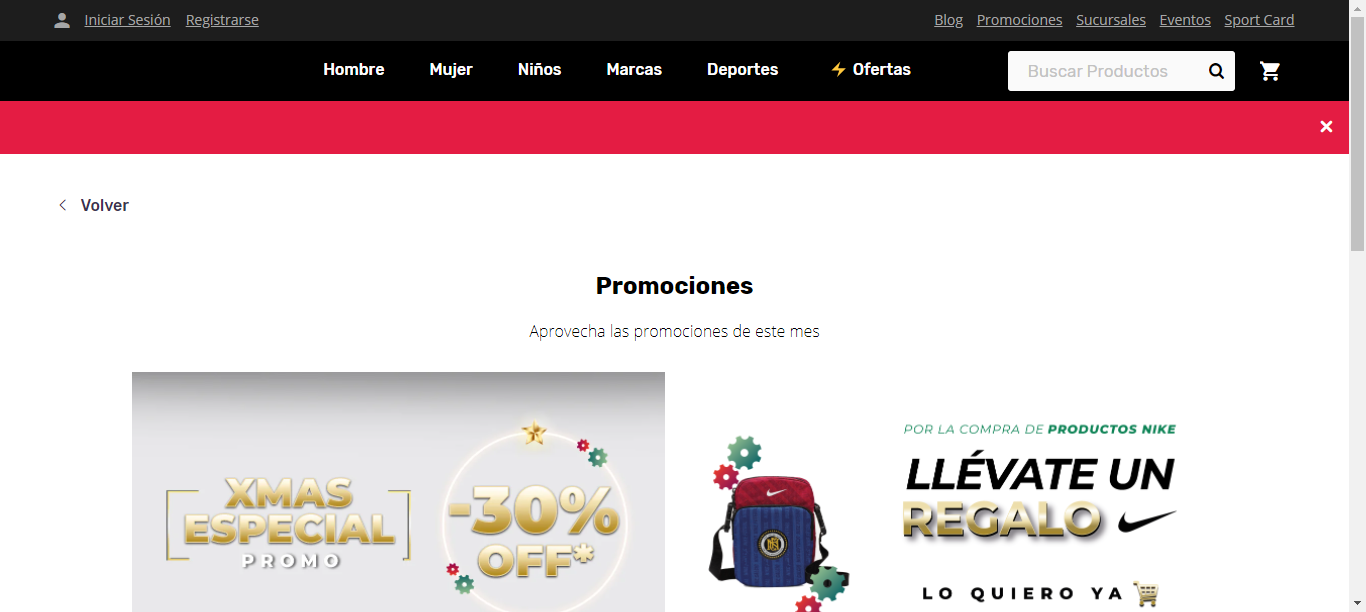 Iniciar Sesión Registrarse Blog Promociones Sucursales Eventos Sport Card
Hombre Mujer Niños Marcas Deportes ⚡ Ofertas Buscar Productos
Volver
Promociones
Aprovecha las promociones de este mes
XMAS
ESPECIAL
PROMO
-30%
OFF*
POR LA COMPRA DE PRODUCTOS NIKE
LLÉVATE UN
REGALO
LO QUIERO YA